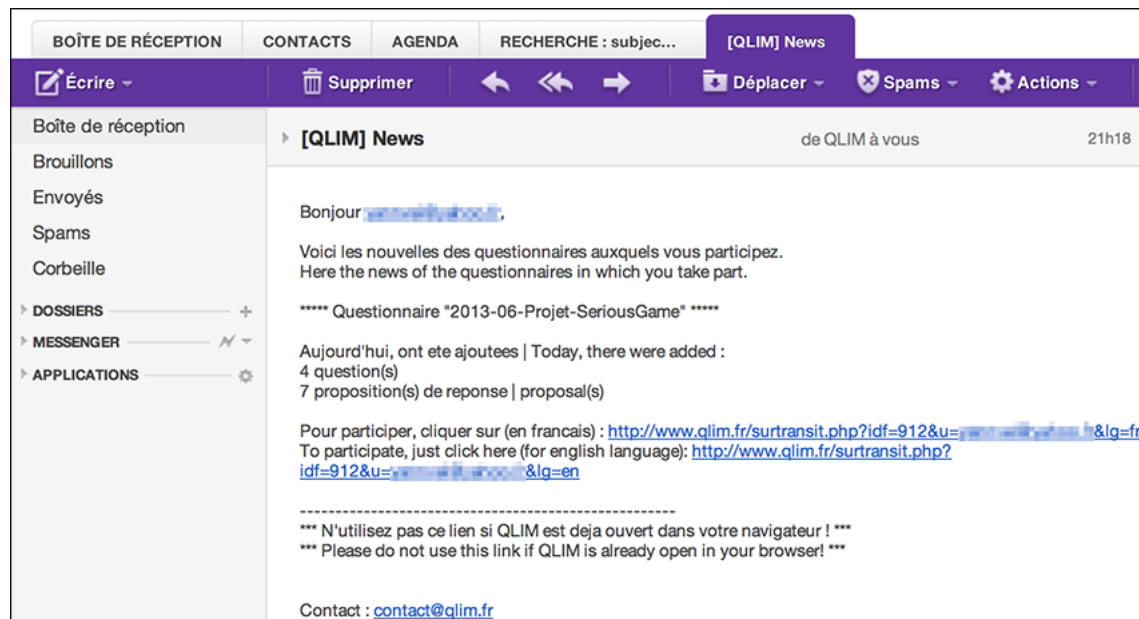 BOÎTE DE RÉCEPTION CONTACTS AGENDA RECHERCHE : subjec... [QLIM] News
Écrire Supprimer Déplacer Spams Actions
Boîte de réception
Brouillons
Envoyés
Spams
Corbeille
DOSSIERS
MESSENGER
APPLICATIONS
[QLIM] News de QLIM à vous 21h18
Bonjour ,
Voici les nouvelles des questionnaires auxquels vous participez.
Here the news of the questionnaires in which you take part.
***** Questionnaire "2013-06-Projet-SeriousGame" *****
Aujourd'hui, ont ete ajoutees | Today, there were added :
4 question(s)
7 proposition(s) de reponse | proposal(s)
Pour participer, cliquer sur (en francais) : http://www.qlim.fr/surtransit.php?idf=912&u= &lg=fr
To participate, just click here (for english language): http://www.qlim.fr/surtransit.php?
idf=912&u= &lg=en
-----------------------------------------------------
*** N'utilisez pas ce lien si QLIM est deja ouvert dans votre navigateur ! ***
*** Please do not use this link if QLIM is already open in your browser! ***
Contact : contact@qlim.fr